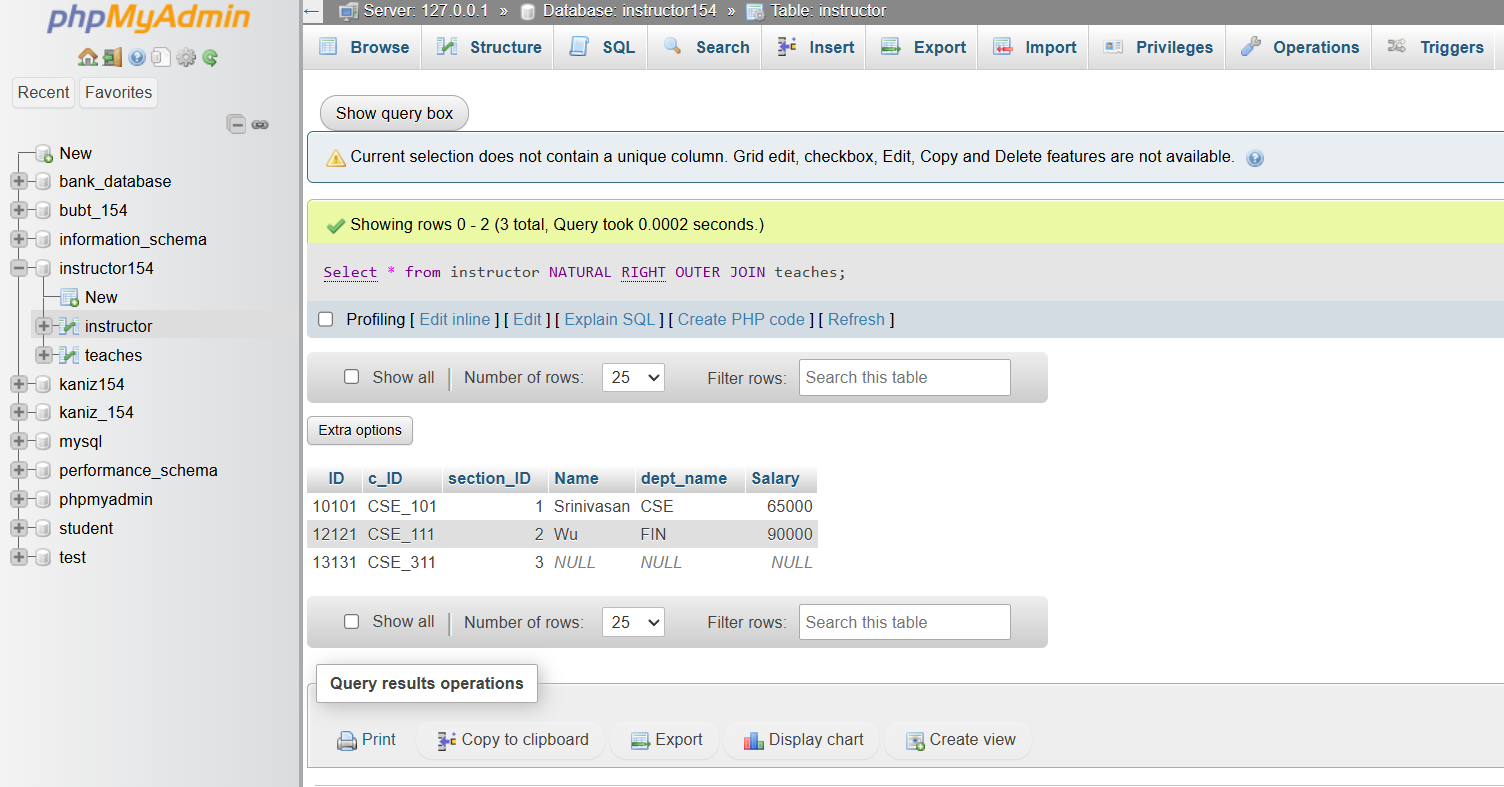 phpMyAdmin
Recent Favorites
New
bank_database
bubt_154
information_schema
instructor154
New
instructor
teaches
kaniz154
kaniz_154
mysql
performance_schema
phpmyadmin
student
test
Server: 127.0.0.1 » Database: instructor154 » Table: instructor
Browse Structure SQL Search Insert Export Import Privileges Operations Triggers
Show query box
Current selection does not contain a unique column. Grid edit, checkbox, Edit, Copy and Delete features are not available.
Showing rows 0 - 2 (3 total, Query took 0.0002 seconds.)
Select * from instructor NATURAL RIGHT OUTER JOIN teaches;
Profiling [ Edit inline ] [ Edit ] [ Explain SQL ] [ Create PHP code ] [ Refresh ]
Show all | Number of rows: 25 Filter rows: Search this table
Extra options
ID c_ID section_ID Name dept_name Salary
10101 CSE_101 1 Srinivasan CSE 65000
12121 CSE_111 2 Wu FIN 90000
13131 CSE_311 3 NULL NULL NULL
Show all | Number of rows: 25 Filter rows: Search this table
Query results operations
Print Copy to clipboard Export Display chart Create view